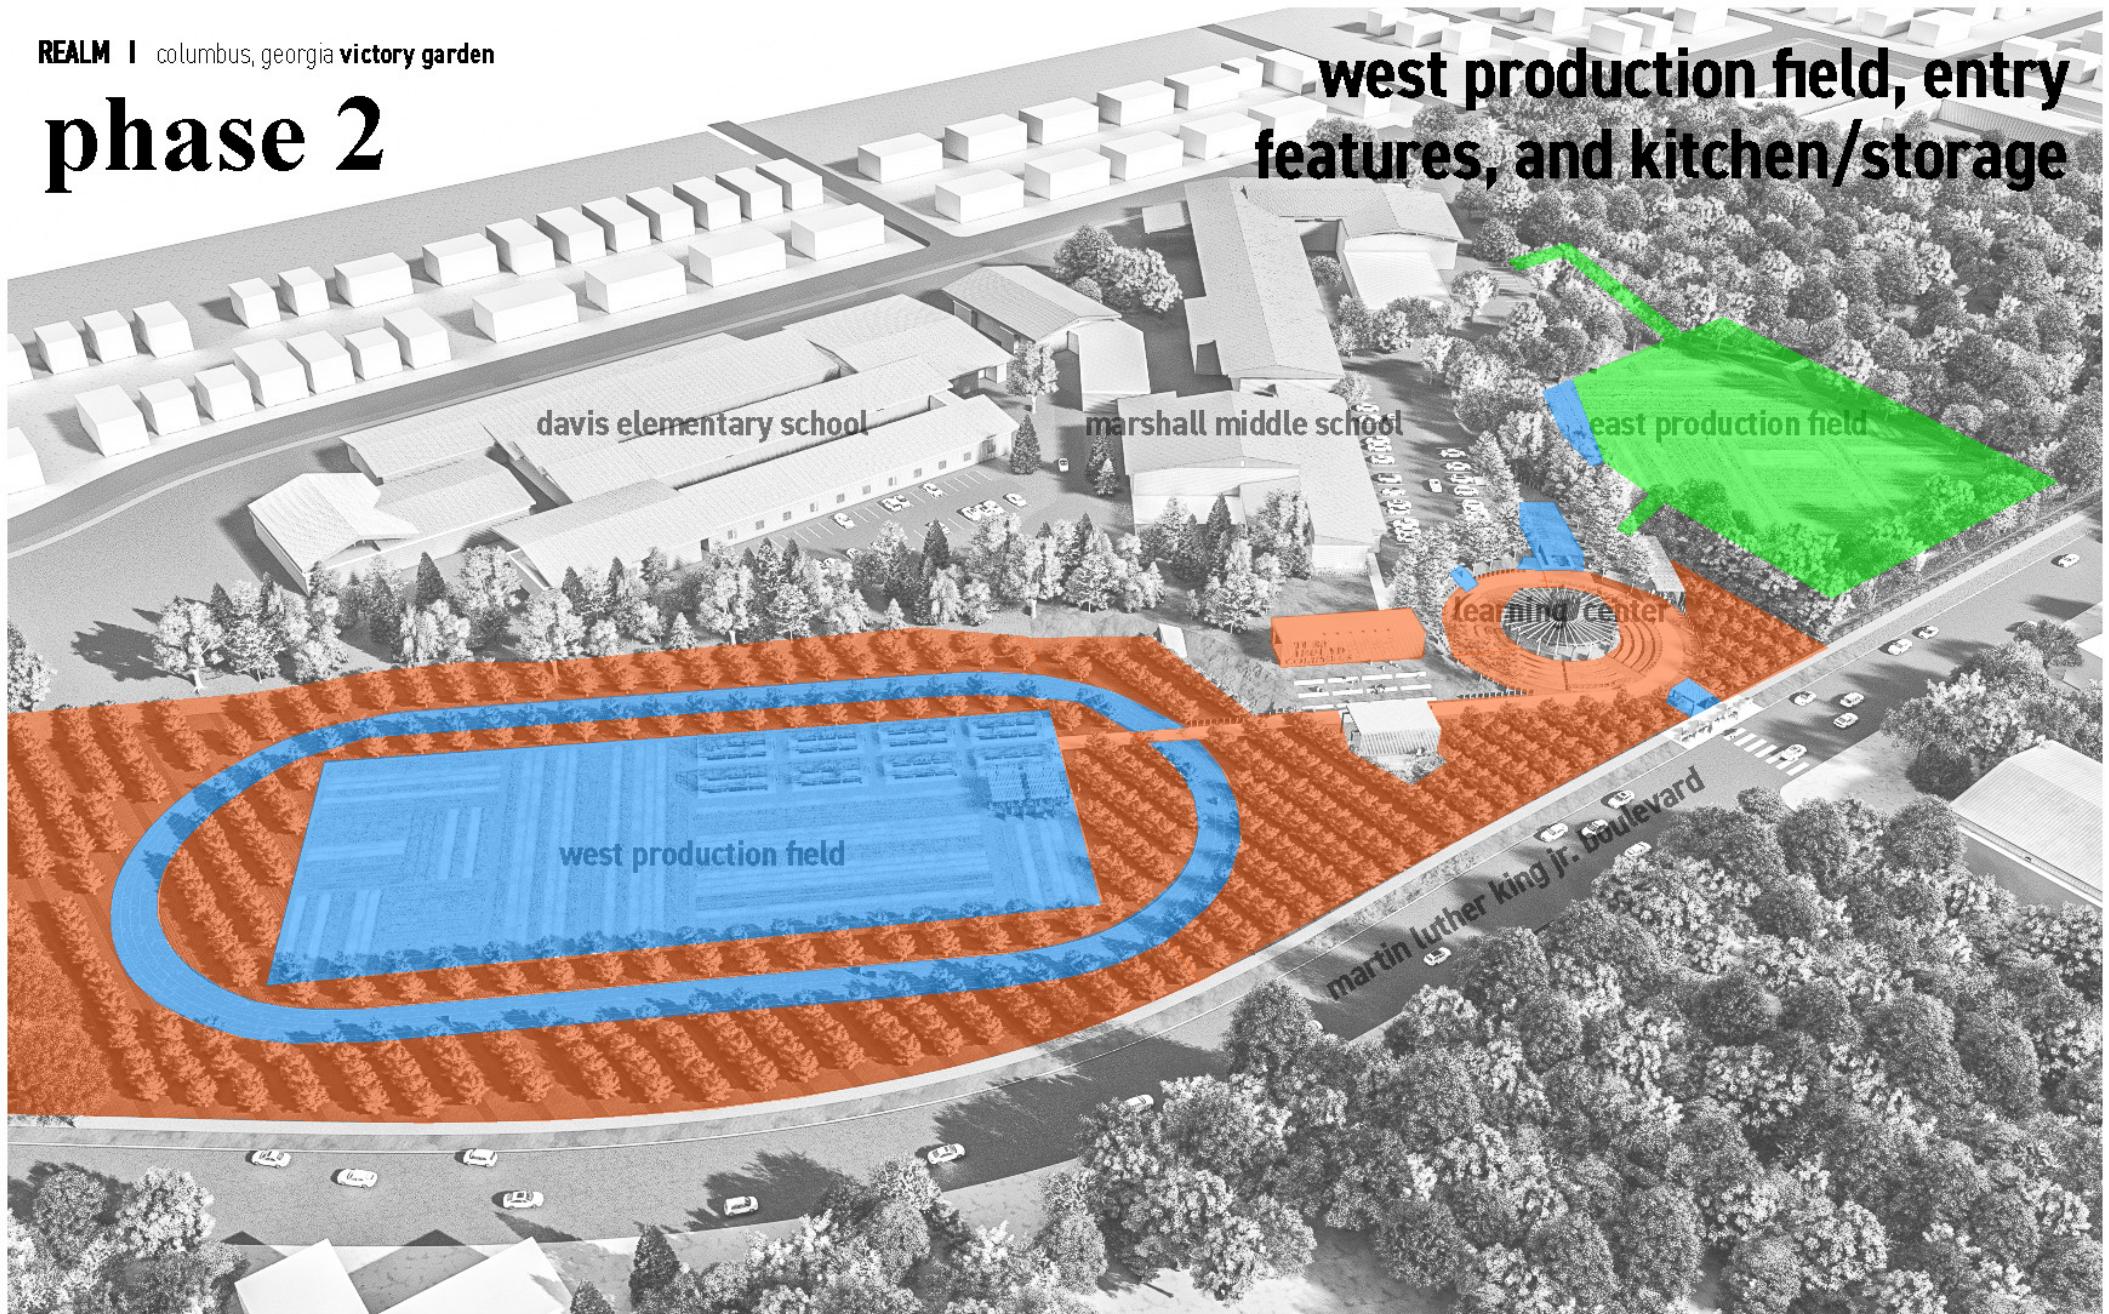 REALM | columbus, georgia victory garden
phase 2
west production field, entry
features, and kitchen/storage
davis elementary school
marshall middle school
east production field
learning center
west production field
martin luther king jr. boulevard